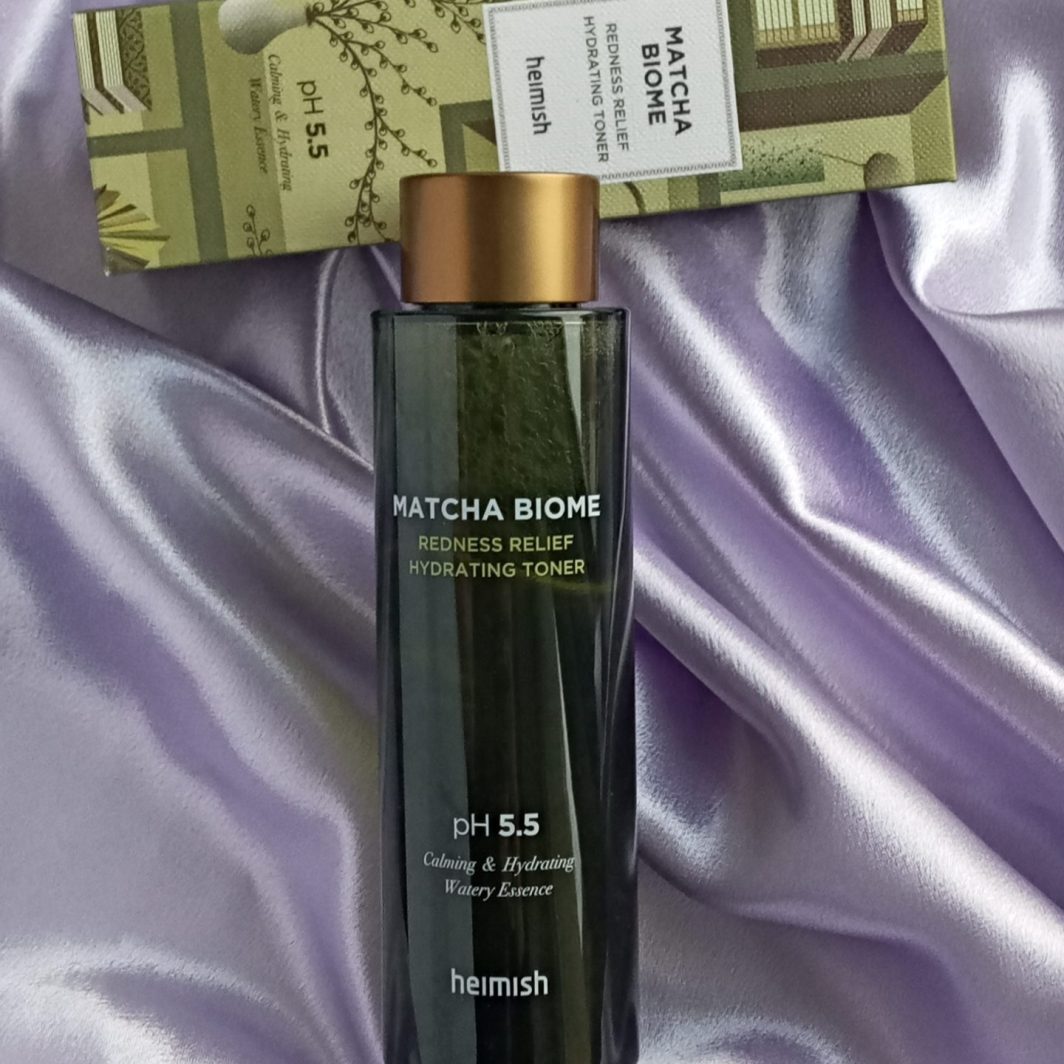 MATCHA
BIOME
REDNESS RELIEF
HYDRATING TONER
heimish
pH 5.5
Calming & Hydrating
Watery Essence
MATCHA BIOME
REDNESS RELIEF
HYDRATING TONER
pH 5.5
Calming & Hydrating
Watery Essence
heimish